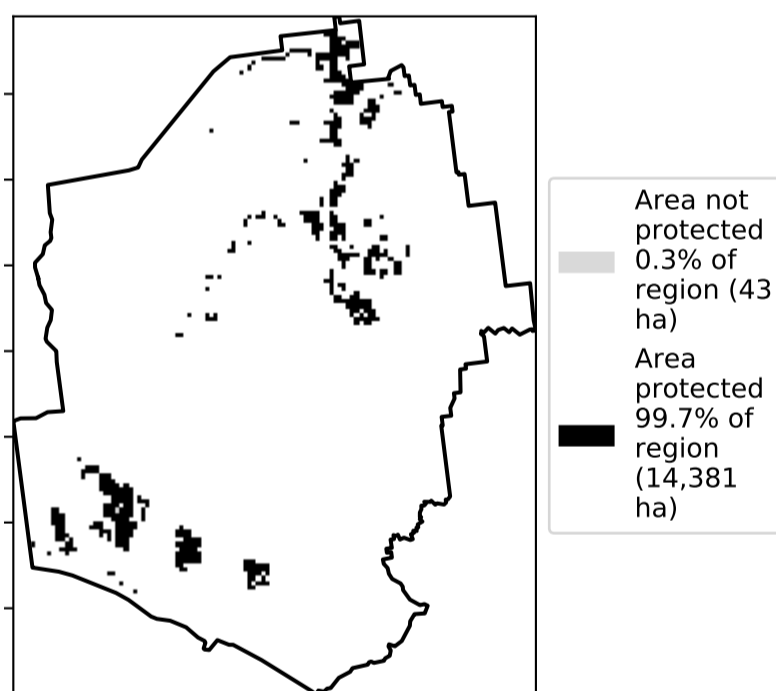 Area not
protected
0.3% of
region (43
ha)
Area
protected
99.7% of
region
(14,381
ha)